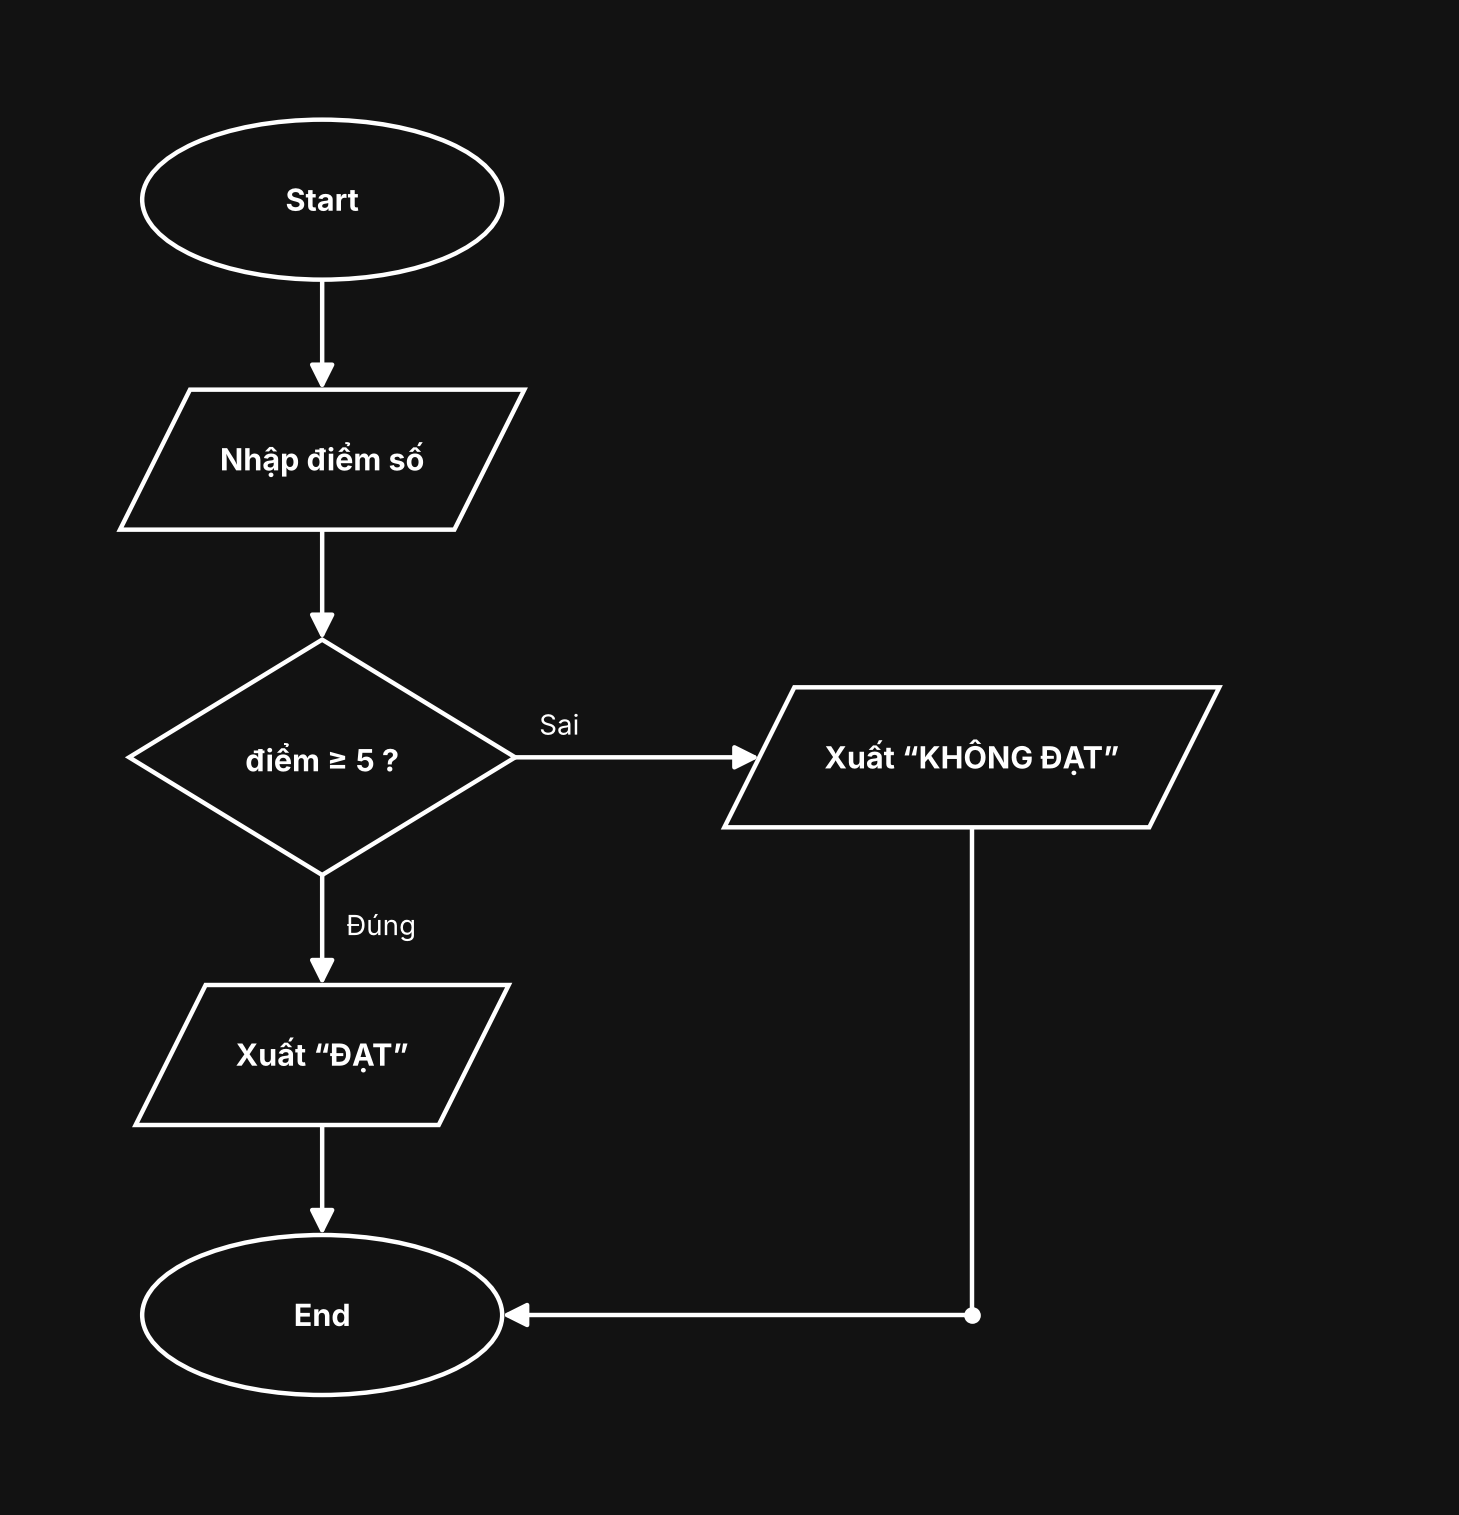 Start
Nhập điểm số
điểm ≥ 5 ?
Sai
Xuất “KHÔNG ĐẠT”
Đúng
Xuất “ĐẠT”
End